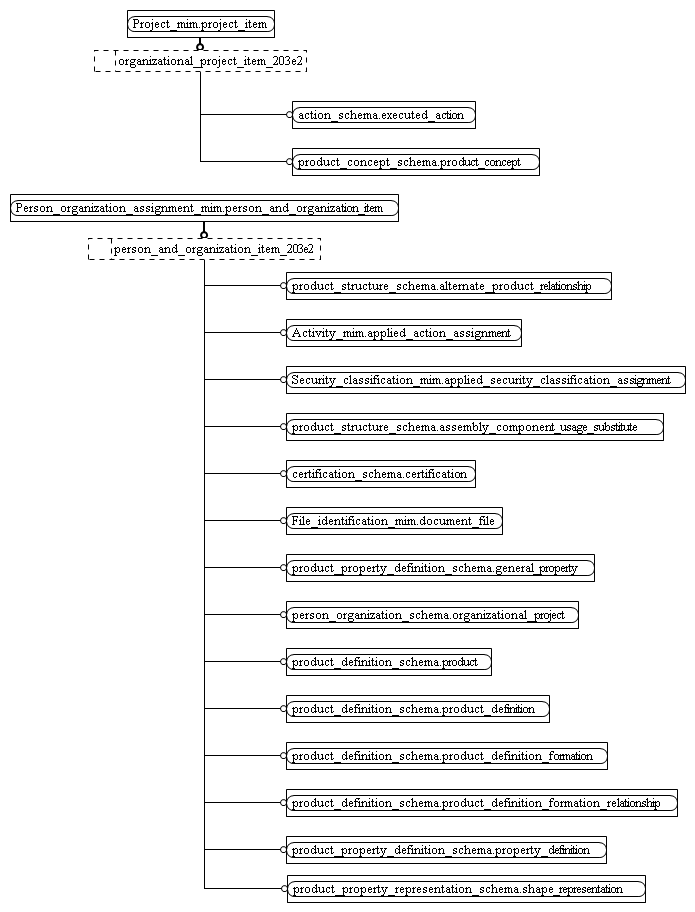 Project_mim.project_item
organizational_project_item_203e2
action_schema.executed_action
product_concept_schema.product_concept
Person_organization_assignment_mim.person_and_organization_item
person_and_organization_item_203e2
product_structure_schema.alternate_product_relationship
Activity_mim.applied_action_assignment
Security_classification_mim.applied_security_classification_assignment
product_structure_schema.assembly_component_usage_substitute
certification_schema.certification
File_identification_mim.document_file
product_property_definition_schema.general_property
person_organization_schema.organizational_project
product_definition_schema.product
product_definition_schema.product_definition
product_definition_schema.product_definition_formation
product_definition_schema.product_definition_formation_relationship
product_property_definition_schema.property_definition
product_property_representation_schema.shape_representation